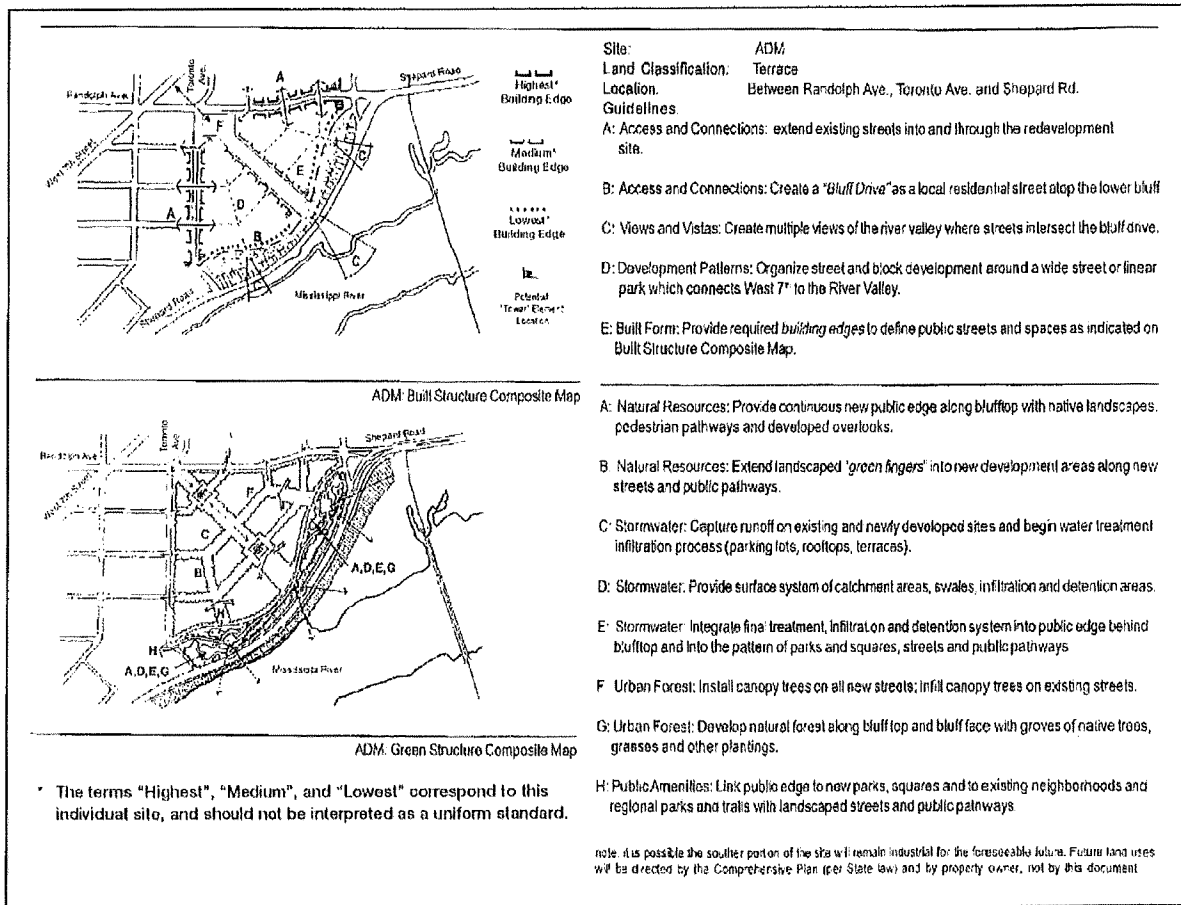 Toronto
Ave.
Randolph Ave.
West 7th Street
Shepard Road
A
B
F
C
E
D
A
B
C
C
Shepard Road
Mississippi River
Highest*
Building Edge
Medium*
Building Edge
Lowest*
Building Edge
Potential
"Tower" Element
Location
ADM: Built Structure Composite Map
Toronto
Ave.
Randolph Ave
West 7th Street
Shepard Road
F
C
B
H
A,D,E,G
H
A,D,E,G
Mississippi River
ADM: Green Structure Composite Map
* The terms "Highest", "Medium", and "Lowest" correspond to this
individual site, and should not be interpreted as a uniform standard.
Site: ADM
Land Classification: Terrace
Location. Between Randolph Ave., Toronto Ave. and Shepard Rd.
Guidelines
A: Access and Connections: extend existing streets into and through the redevelopment
site.
B: Access and Connections: Create a "Bluff Drive" as a local residential street atop the lower bluff
C: Views and Vistas: Create multiple views of the river valley where streets intersect the bluff drive.
D: Development Patterns: Organize street and block development around a wide street or linear
park which connects West 7th to the River Valley.
E: Built Form: Provide required building edges to define public streets and spaces as indicated on
Built Structure Composite Map.
A: Natural Resources: Provide continuous new public edge along blufftop with native landscapes,
pedestrian pathways and developed overlooks.
B. Natural Resources: Extend landscaped "green fingers" into new development areas along new
streets and public pathways.
C: Stormwater: Capture runoff on existing and newly developed sites and begin water treatment
infiltration process (parking lots, rooftops, terraces).
D: Stormwater: Provide surface system of catchment areas, swales, infiltration and detention areas.
E: Stormwater: Integrate final treatment, infiltration and detention system into public edge behind
blufftop and into the pattern of parks and squares, streets and public pathways
F Urban Forest: Install canopy trees on all new streets; infill canopy trees on existing streets.
G: Urban Forest: Develop natural forest along bluff top and bluff face with groves of native trees,
grasses and other plantings.
H: Public Amenities: Link public edge to new parks, squares and to existing neighborhoods and
regional parks and trails with landscaped streets and public pathways
note. it is possible the souther portion of the site will remain industrial for the foreseeable future. Future land uses
will be directed by the Comprehensive Plan (per State law) and by property owner, not by this document